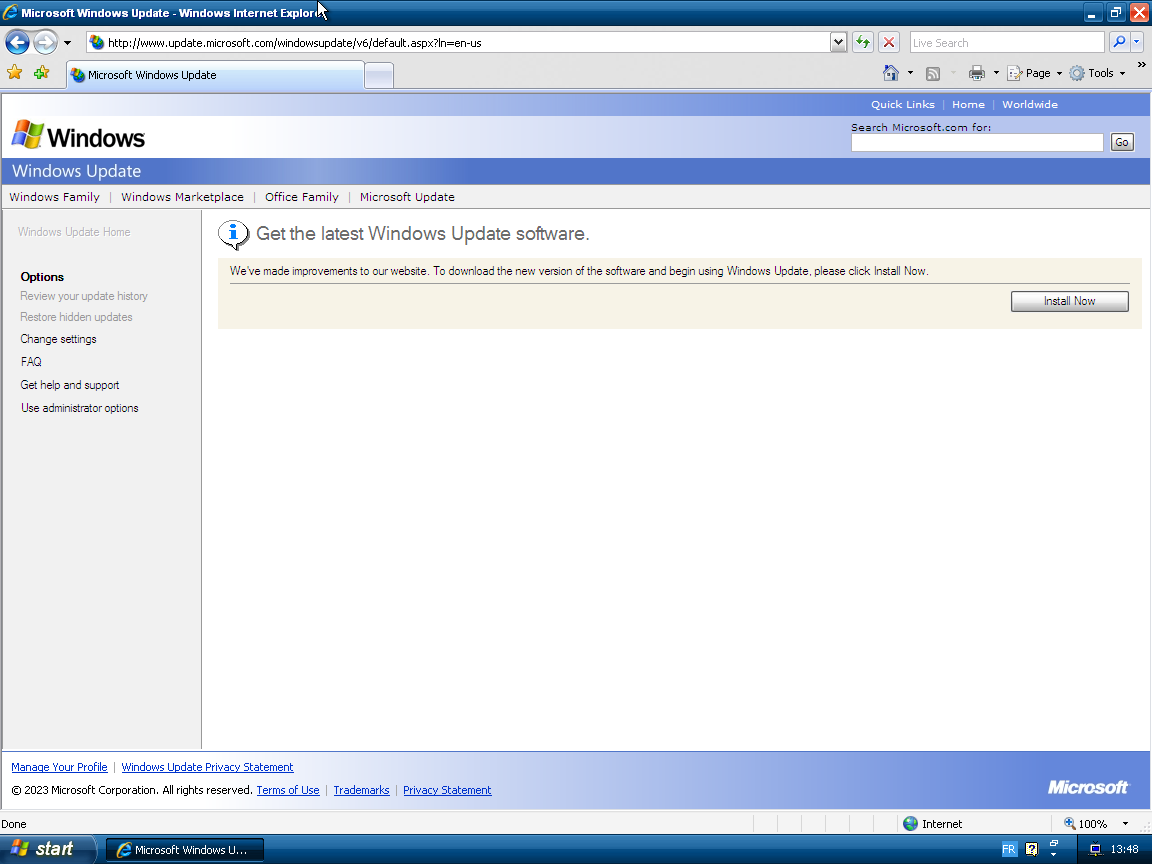 Microsoft Windows Update - Windows Internet Explore
http://www.update.microsoft.com/windowsupdate/v6/default.aspx?ln=en-us
Live Search
Microsoft Windows Update
Page
Tools
Quick Links | Home | Worldwide
Windows
Search Microsoft.com for:
Go
Windows Update
Windows Family | Windows Marketplace | Office Family | Microsoft Update
Windows Update Home
Get the latest Windows Update software.
We've made improvements to our website. To download the new version of the software and begin using Windows Update, please click Install Now.
Install Now
Options
Review your update history
Restore hidden updates
Change settings
FAQ
Get help and support
Use administrator options
Manage Your Profile | Windows Update Privacy Statement
© 2023 Microsoft Corporation. All rights reserved. Terms of Use | Trademarks | Privacy Statement
Microsoft
Done
Internet
100%
start
Microsoft Windows U...
FR
13:48